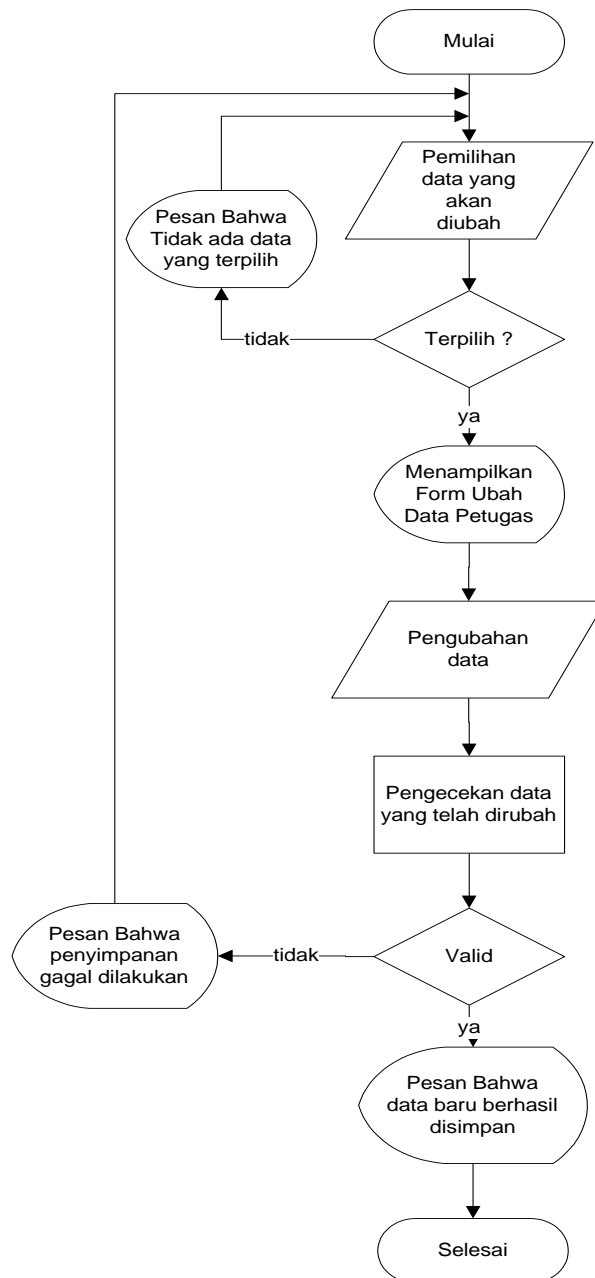 Mulai
Pemilihan
data yang
akan
diubah
Pesan Bahwa
Tidak ada data
yang terpilih
tidak
Terpilih ?
ya
Menampilkan
Form Ubah
Data Petugas
Pengubahan
data
Pengecekan data
yang telah dirubah
Pesan Bahwa
penyimpanan
gagal dilakukan
tidak
Valid
ya
Pesan Bahwa
data baru berhasil
disimpan
Selesai